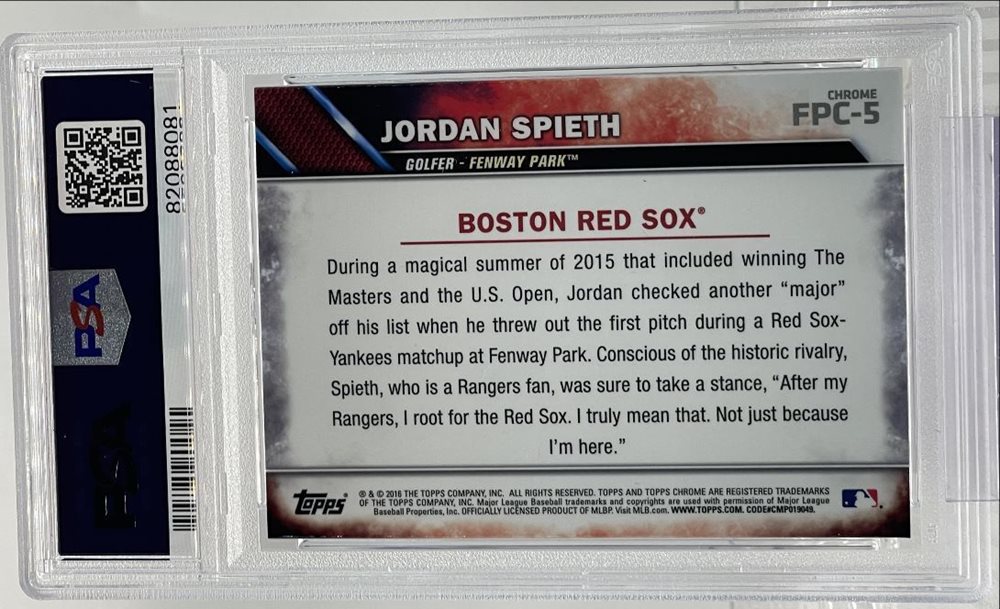 82088081
PSA
PSA
CHROME
FPC-5
JORDAN SPIETH
GOLFER - FENWAY PARK™
BOSTON RED SOX®
During a magical summer of 2015 that included winning The
Masters and the U.S. Open, Jordan checked another “major”
off his list when he threw out the first pitch during a Red Sox-
Yankees matchup at Fenway Park. Conscious of the historic rivalry,
Spieth, who is a Rangers fan, was sure to take a stance, “After my
Rangers, I root for the Red Sox. I truly mean that. Not just because
I’m here.”
Topps
® & © 2016 THE TOPPS COMPANY, INC. ALL RIGHTS RESERVED. TOPPS AND TOPPS CHROME ARE REGISTERED TRADEMARKS
OF THE TOPPS COMPANY, INC. Major League Baseball trademarks and copyrights are used with permission of Major League
Baseball Properties, Inc. OFFICIALLY LICENSED PRODUCT OF MLBP. Visit MLB.com. WWW.TOPPS.COM. CODE#CMP019049.